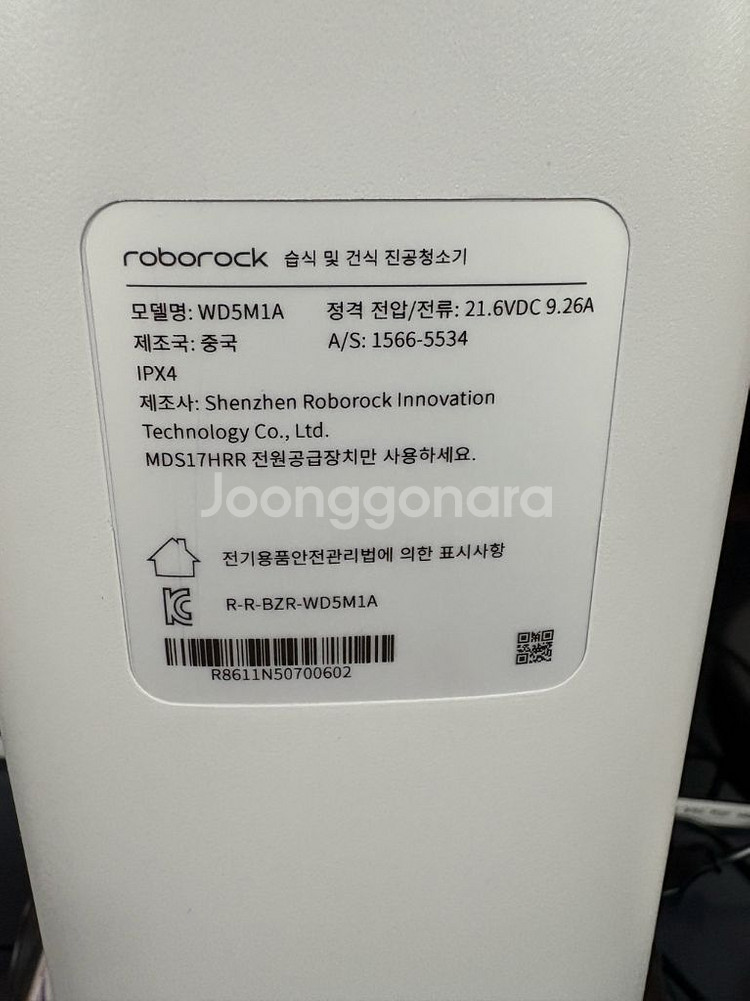 roborock 습식 및 건식 진공청소기
모델명: WD5M1A 정격 전압/전류: 21.6VDC 9.26A
제조국: 중국 A/S: 1566-5534
IPX4
제조사: Shenzhen Roborock Innovation
Technology Co., Ltd.
MDS17HRR 전원공급장치만 사용하세요.
Joonggonara
전기용품안전관리법에 의한 표시사항
R-R-BZR-WD5M1A
R8611N50700602